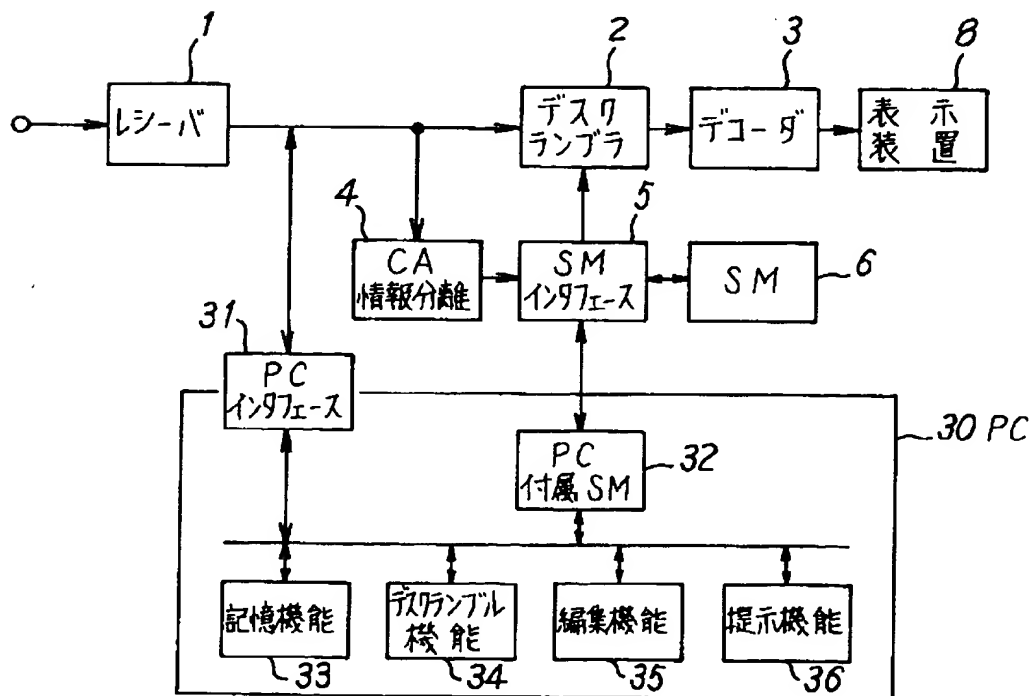 1
レシーバ
2
デスク
ランブラ
3
デコーダ
8
表示
装置
4
CA
情報分離
5
SM
インタフェース
6
SM
31
PC
インタフェース
30 PC
PC
付属SM
32
記憶機能
33
デスクランブル
機能
34
編集機能
35
提示機能
36